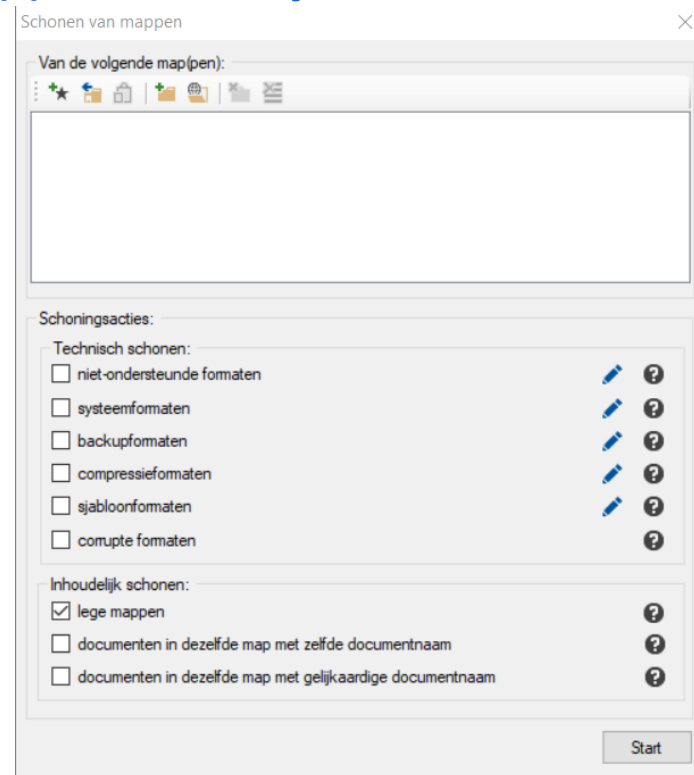 Schonen van mappen
Van de volgende map(pen):
Schoningsacties:
Technisch schonen:
niet-ondersteunde formaten
systeemformaten
backupformaten
compressieformaten
sjabloonformaten
corrupte formaten
Inhoudelijk schonen:
lege mappen
documenten in dezelfde map met zelfde documentnaam
documenten in dezelfde map met gelijkaardige documentnaam
Start